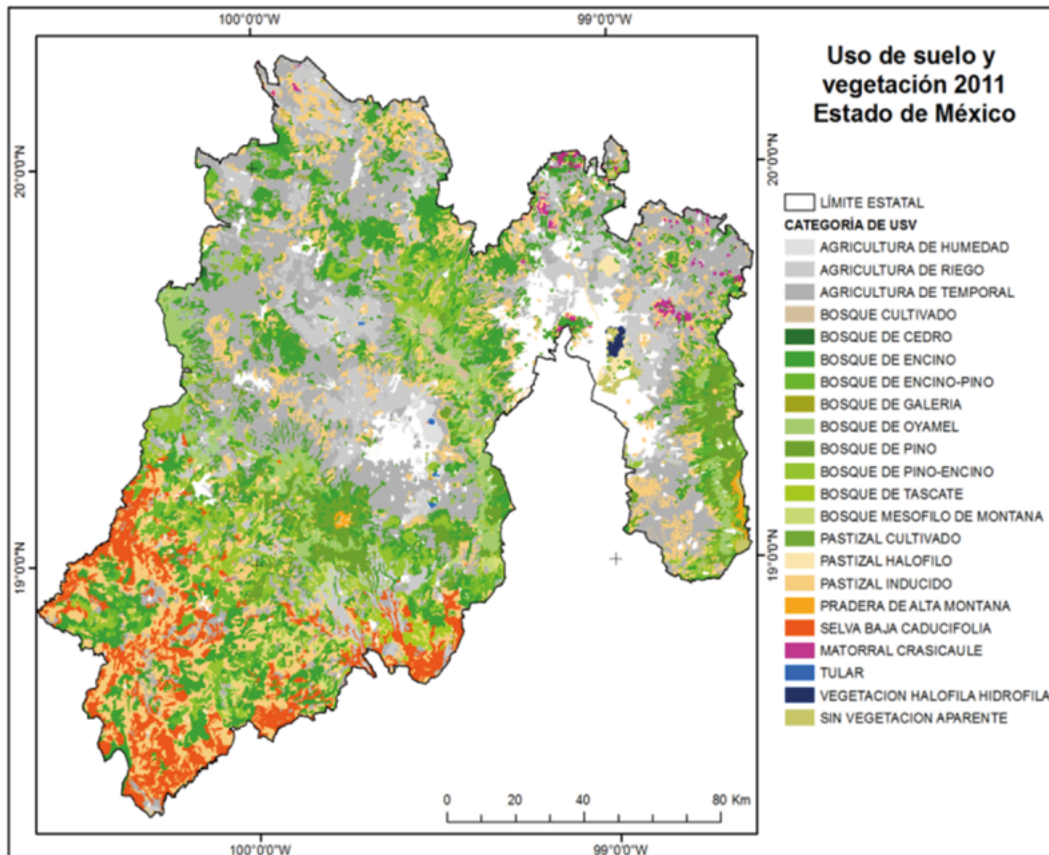 100°0'0"W
99°0'0"W
Uso de suelo y
vegetación 2011
Estado de México
20°0'0"N
20°0'0"N
LÍMITE ESTATAL
CATEGORÍA DE USV
AGRICULTURA DE HUMEDAD
AGRICULTURA DE RIEGO
AGRICULTURA DE TEMPORAL
BOSQUE CULTIVADO
BOSQUE DE CEDRO
BOSQUE DE ENCINO
BOSQUE DE ENCINO-PINO
BOSQUE DE GALERIA
BOSQUE DE OYAMEL
BOSQUE DE PINO
BOSQUE DE PINO-ENCINO
BOSQUE DE TASCATE
BOSQUE MESOFILO DE MONTANA
PASTIZAL CULTIVADO
PASTIZAL HALOFILO
PASTIZAL INDUCIDO
PRADERA DE ALTA MONTANA
SELVA BAJA CADUCIFOLIA
MATORRAL CRASICAULE
TULAR
VEGETACION HALOFILA HIDROFILA
SIN VEGETACION APARENTE
19°0'0"N
19°0'0"N
0 20 40 60 80 Km
100°0'0"W
99°0'0"W